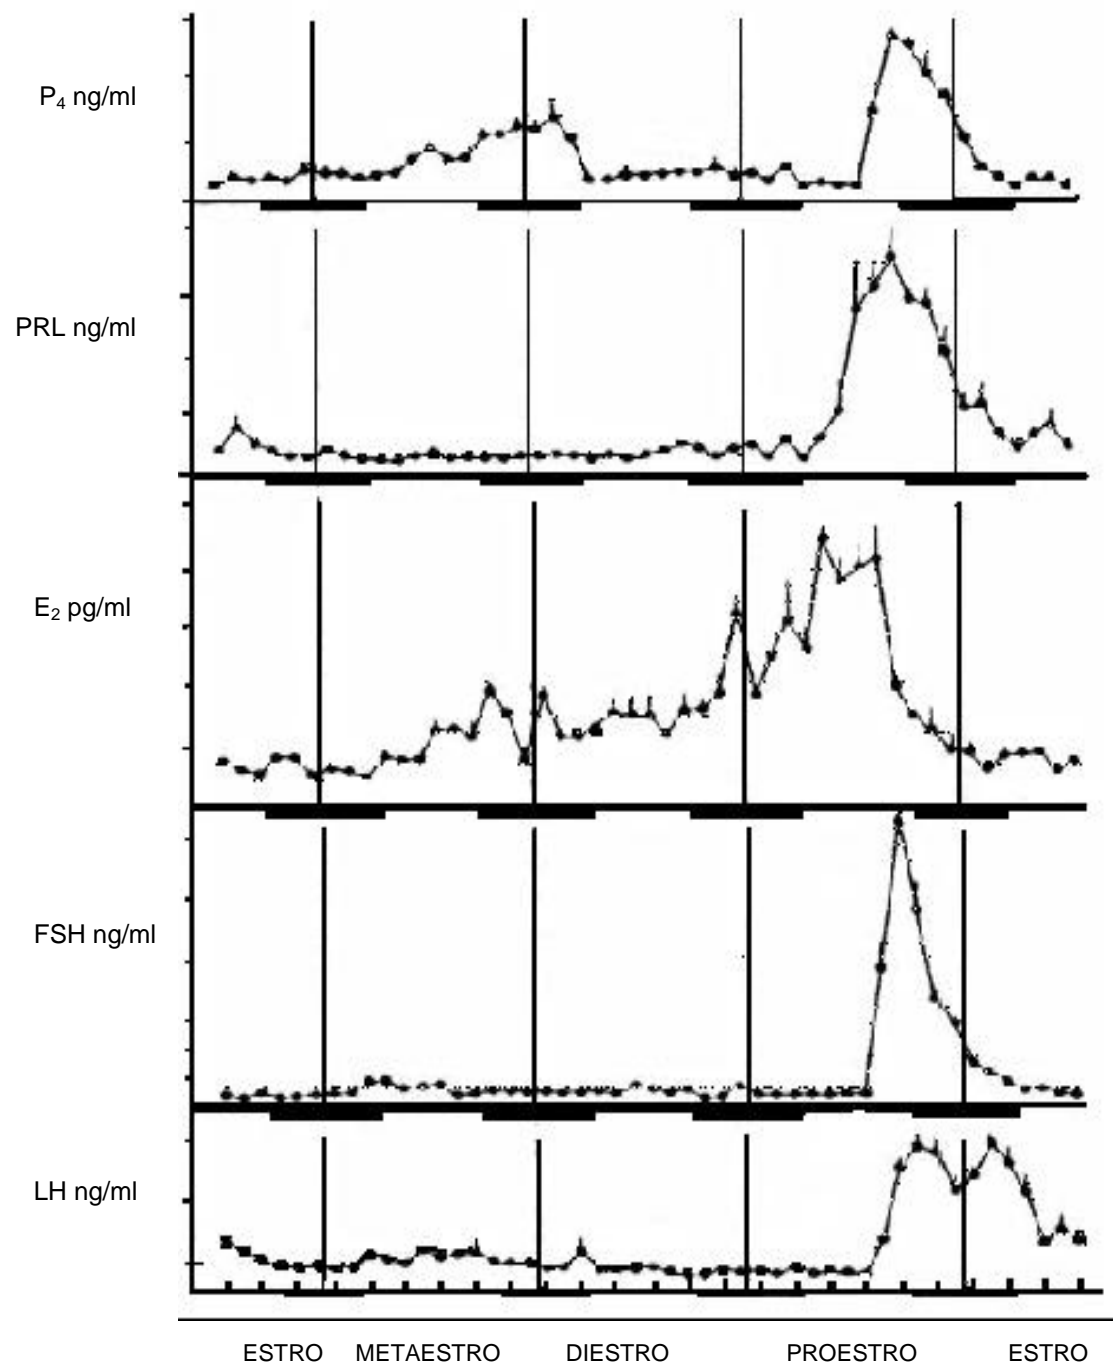 P₄ ng/ml
PRL ng/ml
E₂ pg/ml
FSH ng/ml
LH ng/ml
ESTRO METAESTRO DIESTRO PROESTRO ESTRO